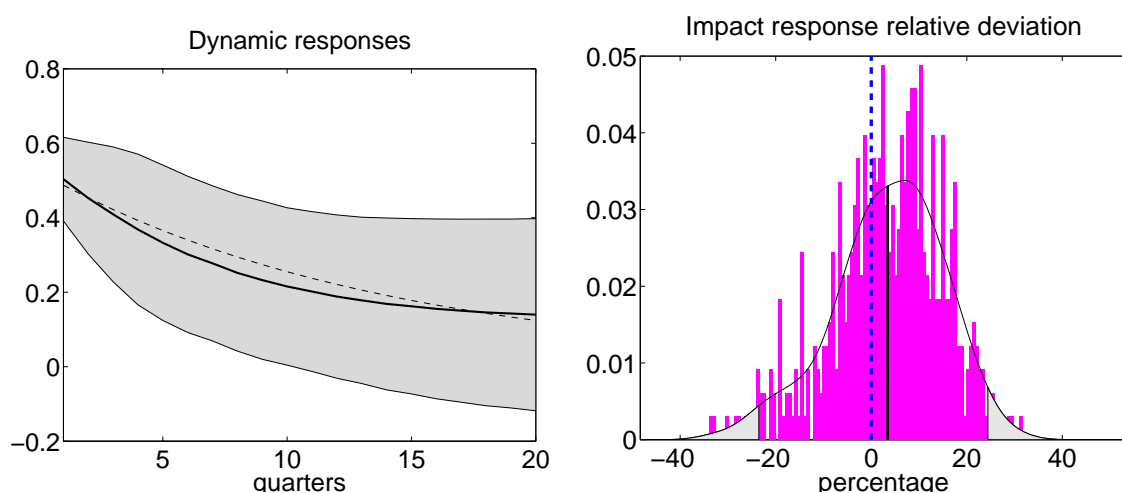 Dynamic responses
0.8
0.6
0.4
0.2
0
−0.2
5 10 15 20
quarters
Impact response relative deviation
0.05
0.04
0.03
0.02
0.01
0
−40 −20 0 20 40
percentage